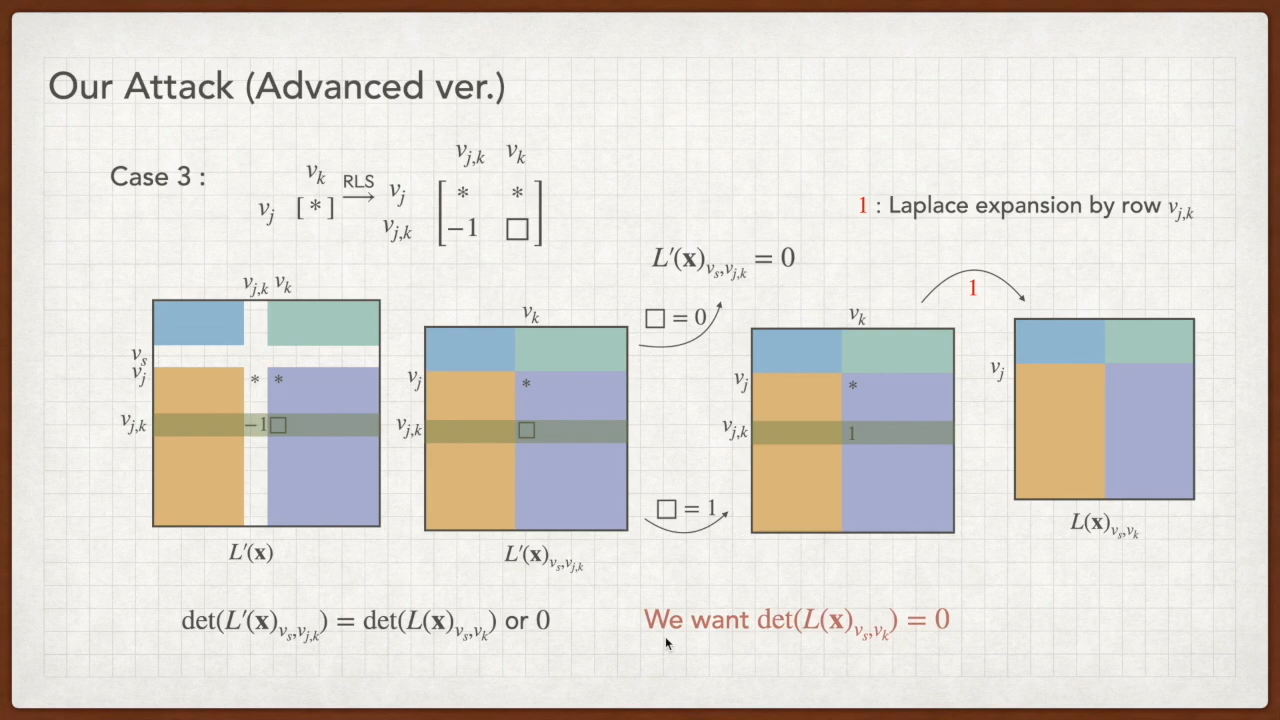 Our Attack (Advanced ver.)
Case 3 :
v_k
v_j [ * ]
RLS
→
v_{j,k} v_k
v_j [ * * ]
v_{j,k} [ −1 □ ]
1 : Laplace expansion by row v_{j,k}
L′(x)_{v_s,v_{j,k}} = 0
□ = 0
□ = 1
1
v_{j,k} v_k
v_s
v_j * *
v_{j,k} −1 □
L′(x)
v_k
v_j *
v_{j,k} □
L′(x)_{v_s,v_{j,k}}
v_k
v_j *
v_{j,k} 1
v_j
L(x)_{v_s,v_k}
det(L′(x)_{v_s,v_{j,k}}) = det(L(x)_{v_s,v_k}) or 0
We want det(L(x)_{v_s,v_k}) = 0